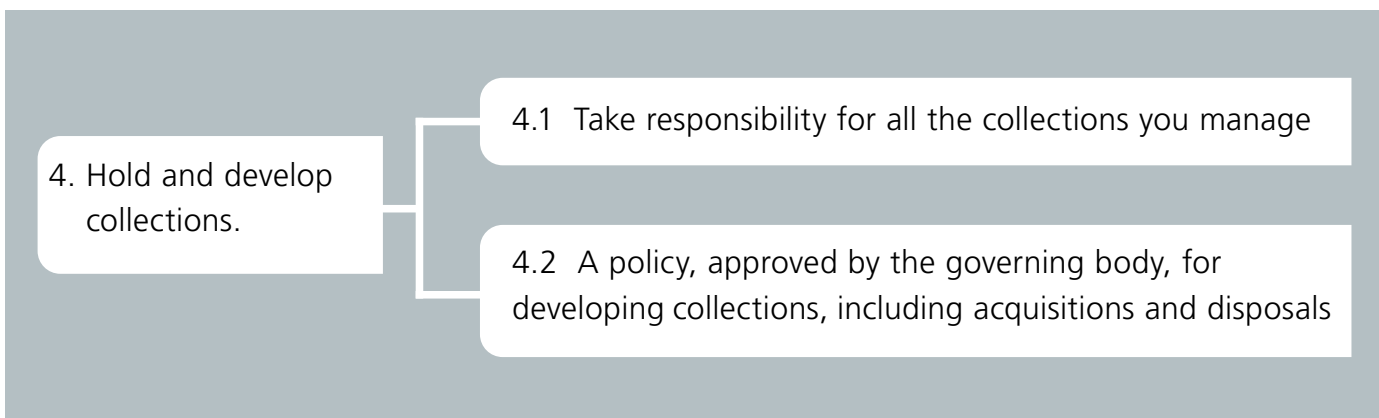 4. Hold and develop
collections.
4.1 Take responsibility for all the collections you manage
4.2 A policy, approved by the governing body, for
developing collections, including acquisitions and disposals